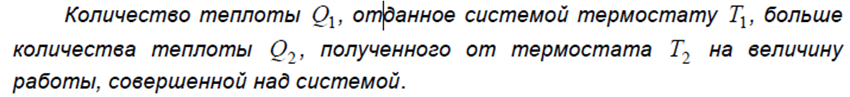 Количество теплоты Q₁, отданное системой термостату T₁, больше
количества теплоты Q₂, полученного от термостата T₂ на величину
работы, совершенной над системой.